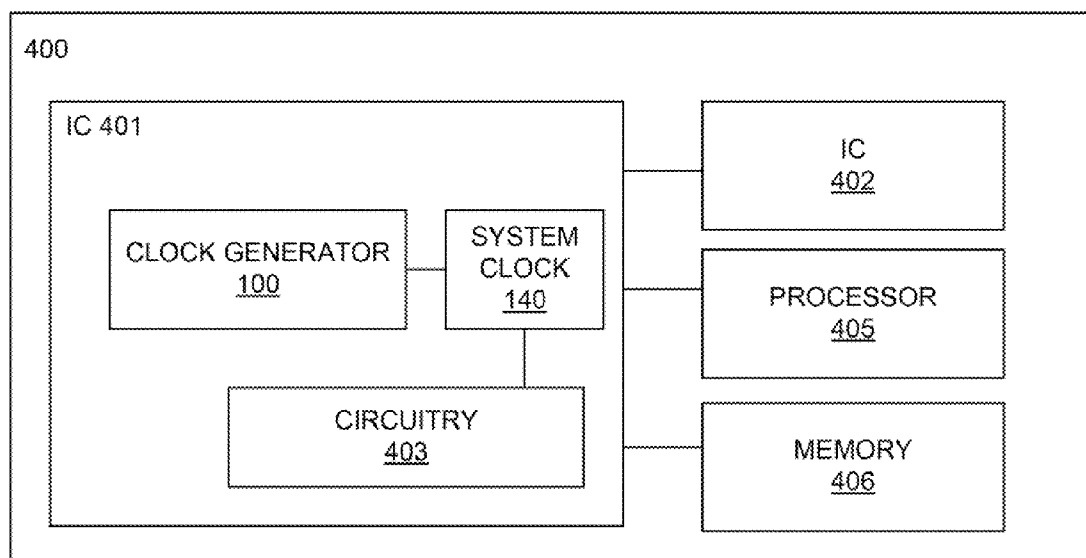 400
IC 401
CLOCK GENERATOR
100
SYSTEM
CLOCK
140
CIRCUITRY
403
IC
402
PROCESSOR
405
MEMORY
406